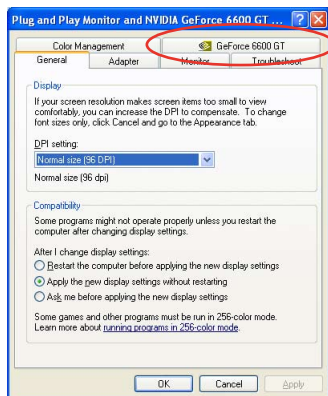 Plug and Play Monitor and NVIDIA GeForce 6600 GT ...
Color Management
GeForce 6600 GT
General
Adapter
Monitor
Troubleshoot
Display
If your screen resolution makes screen items too small to view
comfortably, you can increase the DPI to compensate. To change
font sizes only, click Cancel and go to the Appearance tab.
DPI setting:
Normal size (96 DPI)
Normal size (96 dpi)
Compatibility
Some programs might not operate properly unless you restart the
computer after changing display settings.
After I change display settings:
Restart the computer before applying the new display settings
Apply the new display settings without restarting
Ask me before applying the new display settings
Some games and other programs must be run in 256-color mode.
Learn more about running programs in 256-color mode.
OK
Cancel
Apply